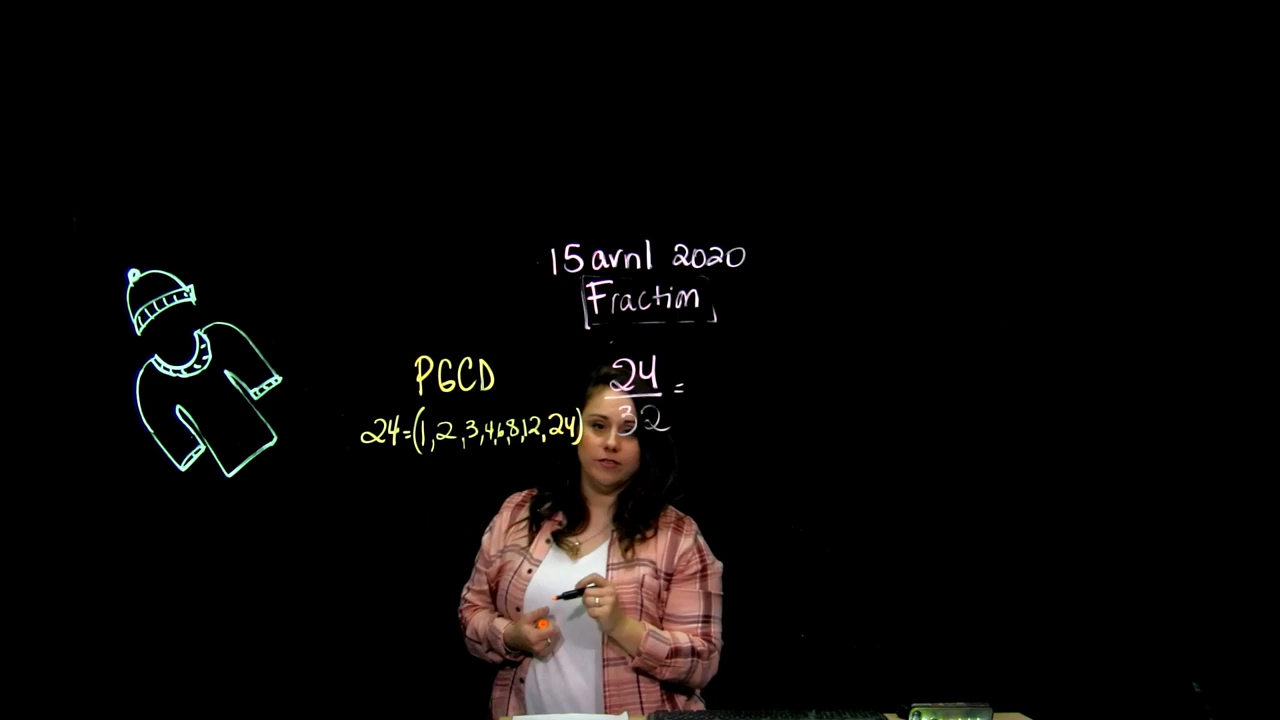 15 avril 2020
Fraction
PGCD
24=(1,2,3,4,6,8,12,24)
24
32
=